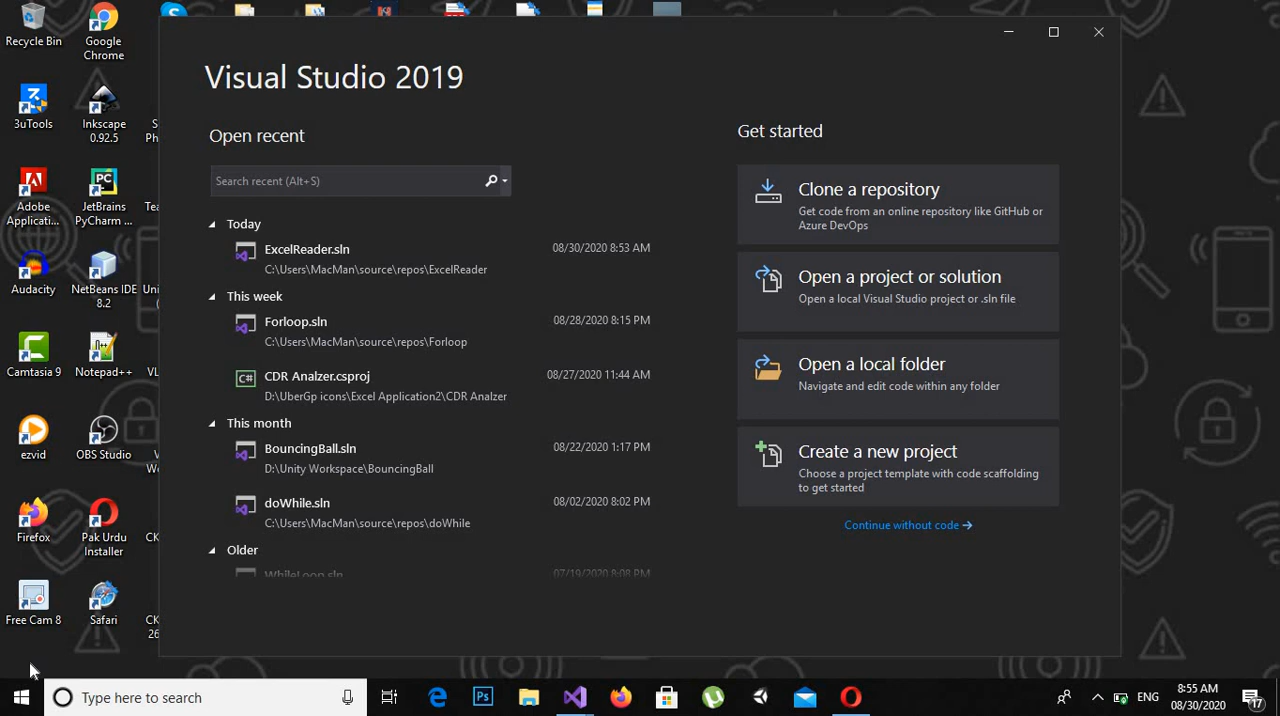 Visual Studio 2019
Open recent
Search recent (Alt+S)
Today
ExcelReader.sln 08/30/2020 8:53 AM
C:\Users\MacMan\source\repos\ExcelReader
This week
Forloop.sln 08/28/2020 8:15 PM
C:\Users\MacMan\source\repos\Forloop
CDR Analzer.csproj 08/27/2020 11:44 AM
D:\UberGp icons\Excel Application2\CDR Analzer
This month
BouncingBall.sln 08/22/2020 1:17 PM
D:\Unity Workspace\BouncingBall
doWhile.sln 08/02/2020 8:02 PM
C:\Users\MacMan\source\repos\doWhile
Older
WhileLoop.sln 07/19/2020 8:08 PM
Get started
Clone a repository
Get code from an online repository like GitHub or
Azure DevOps
Open a project or solution
Open a local Visual Studio project or .sln file
Open a local folder
Navigate and edit code within any folder
Create a new project
Choose a project template with code scaffolding
to get started
Continue without code
Recycle Bin
Google
Chrome
3uTools
Inkscape
0.92.5
Adobe
Applicati...
JetBrains
PyCharm ...
Audacity
NetBeans IDE
8.2
Camtasia 9
Notepad++
ezvid
OBS Studio
Firefox
Pak Urdu
Installer
Free Cam 8
Safari
Type here to search
ENG
8:55 AM
08/30/2020
17